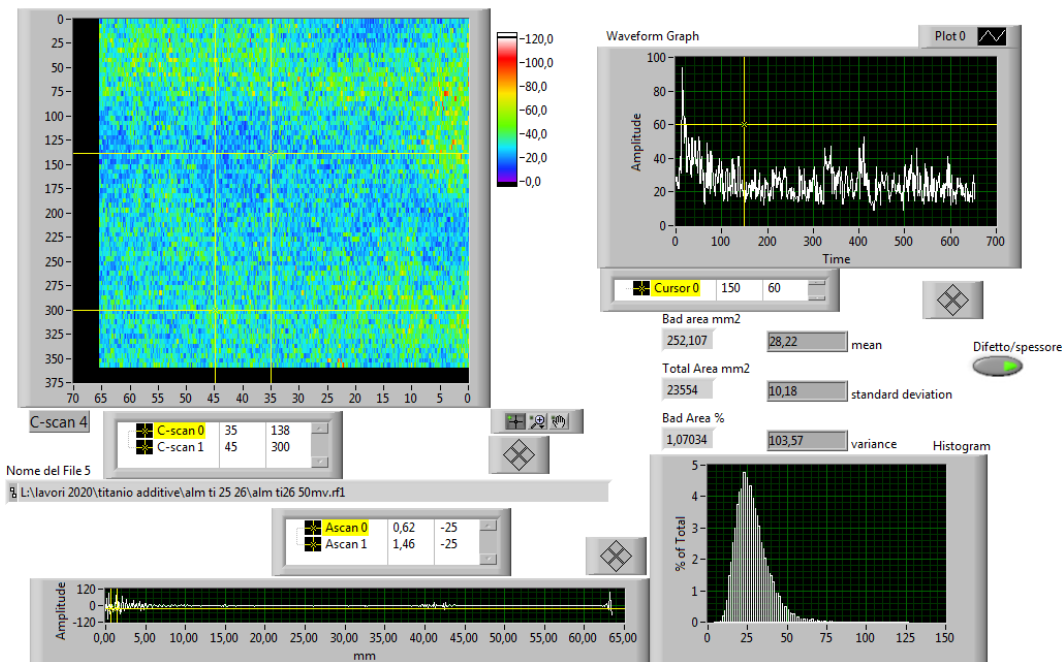 0
25
50
75
100
125
150
175
200
225
250
275
300
325
350
375
70 65 60 55 50 45 40 35 30 25 20 15 10 5 0
120,0
100,0
80,0
60,0
40,0
20,0
0,0
Waveform Graph
Plot 0
Amplitude
100
80
60
40
20
0
0 100 200 300 400 500 600 700
Time
Cursor 0 150 60
Bad area mm2
252,107 28,22 mean
Difetto/spessore
Total Area mm2
23554 10,18 standard deviation
Bad Area %
1,07034 103,57 variance
C-scan 4
C-scan 0 35 138
C-scan 1 45 300
Nome del File 5
L:\lavori 2020\titanio additive\alm ti 25 26\alm ti26 50mv.rf1
Ascan 0 0,62 -25
Ascan 1 1,46 -25
Amplitude
120
0
-120
0,00 5,00 10,00 15,00 20,00 25,00 30,00 35,00 40,00 45,00 50,00 55,00 60,00 65,00
mm
Histogram
% of Total
5
4
3
2
1
0
0 25 50 75 100 125 150